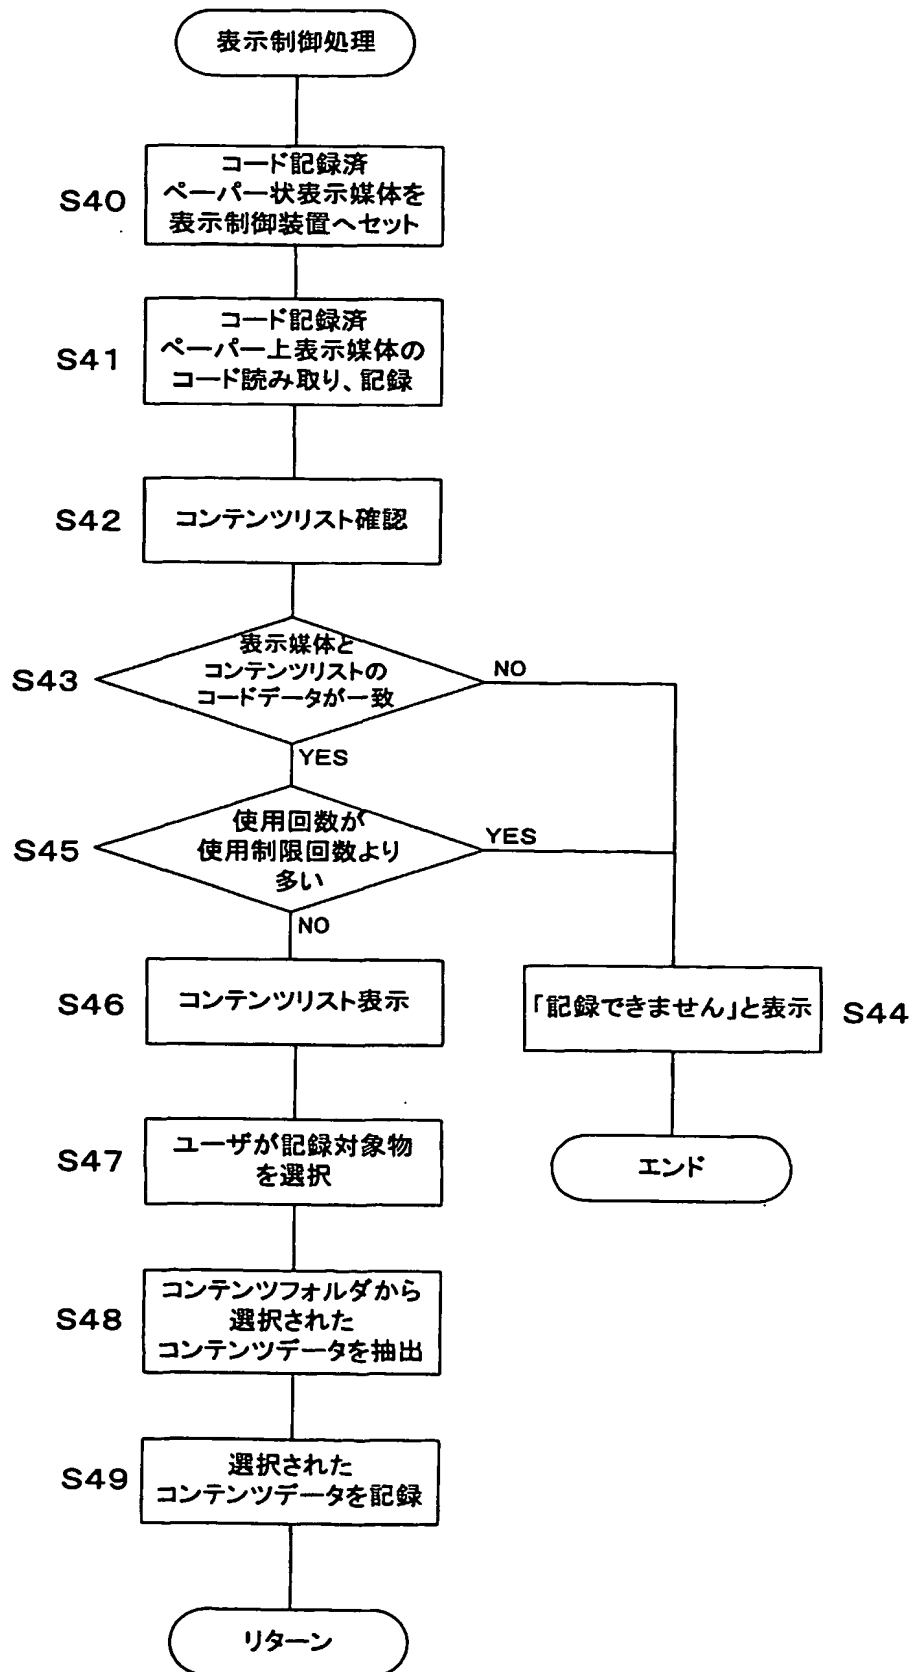 表示制御処理
S40
コード記録済
ペーパー状表示媒体を
表示制御装置へセット
S41
コード記録済
ペーパー上表示媒体の
コード読み取り、記録
S42
コンテンツリスト確認
S43
表示媒体と
コンテンツリストの
コードデータが一致
NO
YES
S45
使用回数が
使用制限回数より
多い
YES
NO
S46
コンテンツリスト表示
「記録できません」と表示
S44
S47
ユーザが記録対象物
を選択
エンド
S48
コンテンツフォルダから
選択された
コンテンツデータを抽出
S49
選択された
コンテンツデータを記録
リターン